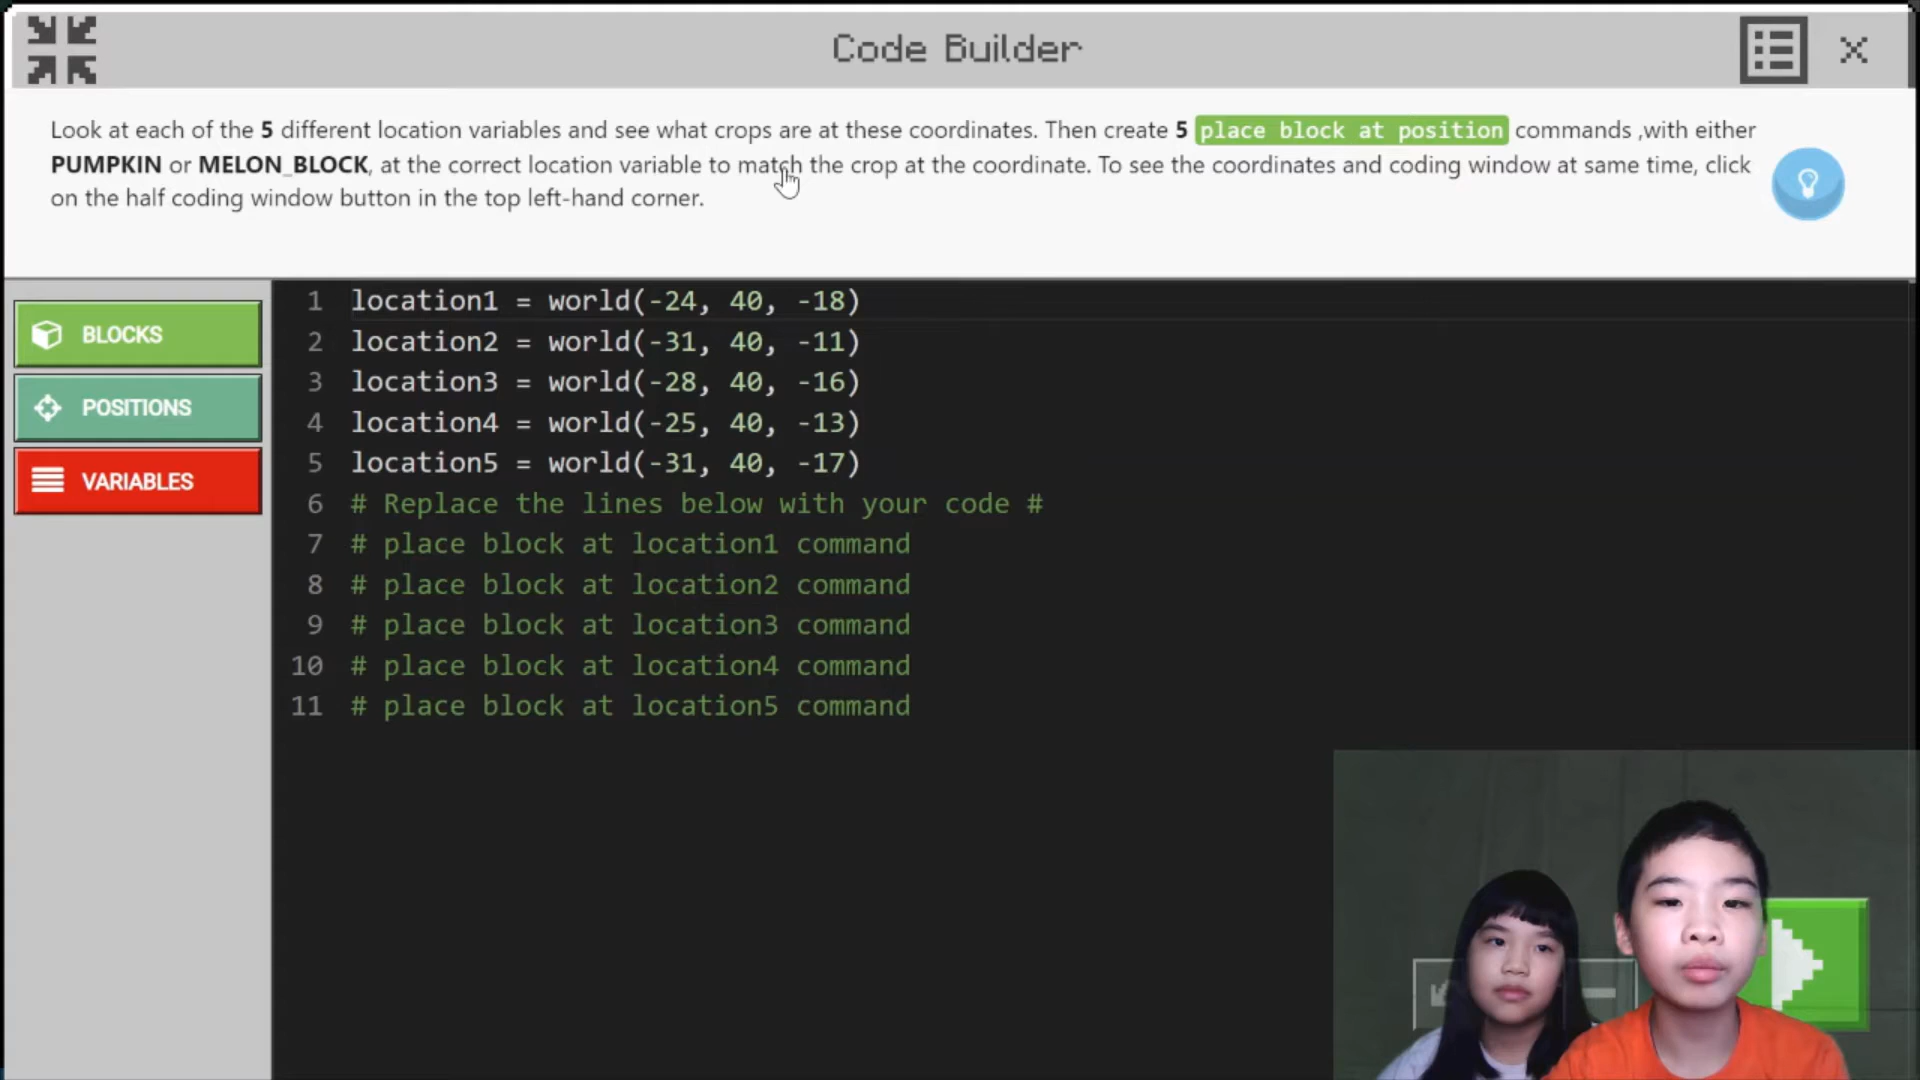 Code Builder
Look at each of the 5 different location variables and see what crops are at these coordinates. Then create 5 place block at position commands ,with either
PUMPKIN or MELON_BLOCK, at the correct location variable to match the crop at the coordinate. To see the coordinates and coding window at same time, click
on the half coding window button in the top left-hand corner.
BLOCKS
POSITIONS
VARIABLES
1 location1 = world(-24, 40, -18)
2 location2 = world(-31, 40, -11)
3 location3 = world(-28, 40, -16)
4 location4 = world(-25, 40, -13)
5 location5 = world(-31, 40, -17)
6 # Replace the lines below with your code #
7 # place block at location1 command
8 # place block at location2 command
9 # place block at location3 command
10 # place block at location4 command
11 # place block at location5 command